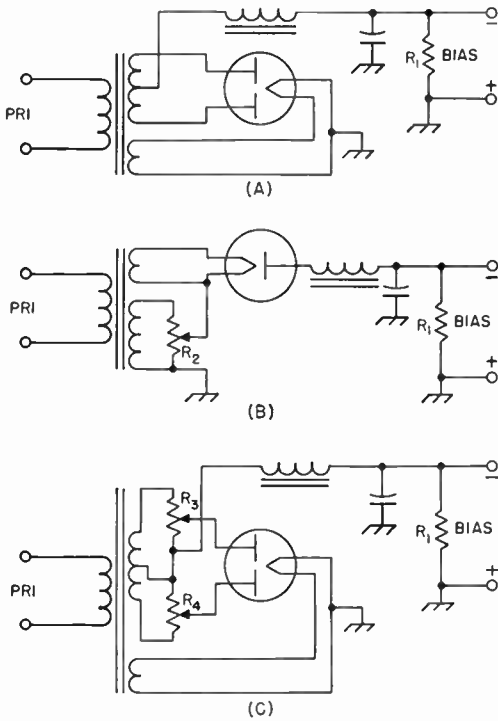 −
PRI
R1 BIAS
+
(A)
−
PRI
R2
R1 BIAS
+
(B)
−
R3
PRI
R1 BIAS
R4
+
(C)